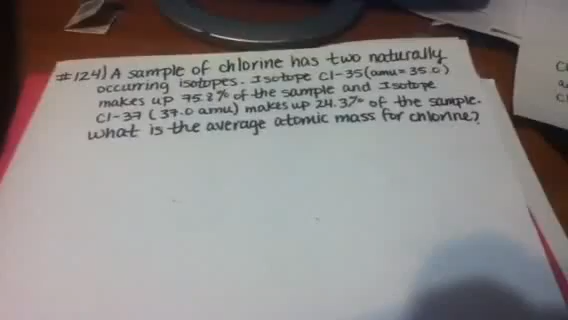 #124) A sample of chlorine has two naturally
occurring isotopes. Isotope Cl-35 (amu = 35.0)
makes up 75.8% of the sample and Isotope
Cl-37 (37.0 amu) makes up 24.3% of the sample.
What is the average atomic mass for chlorine?